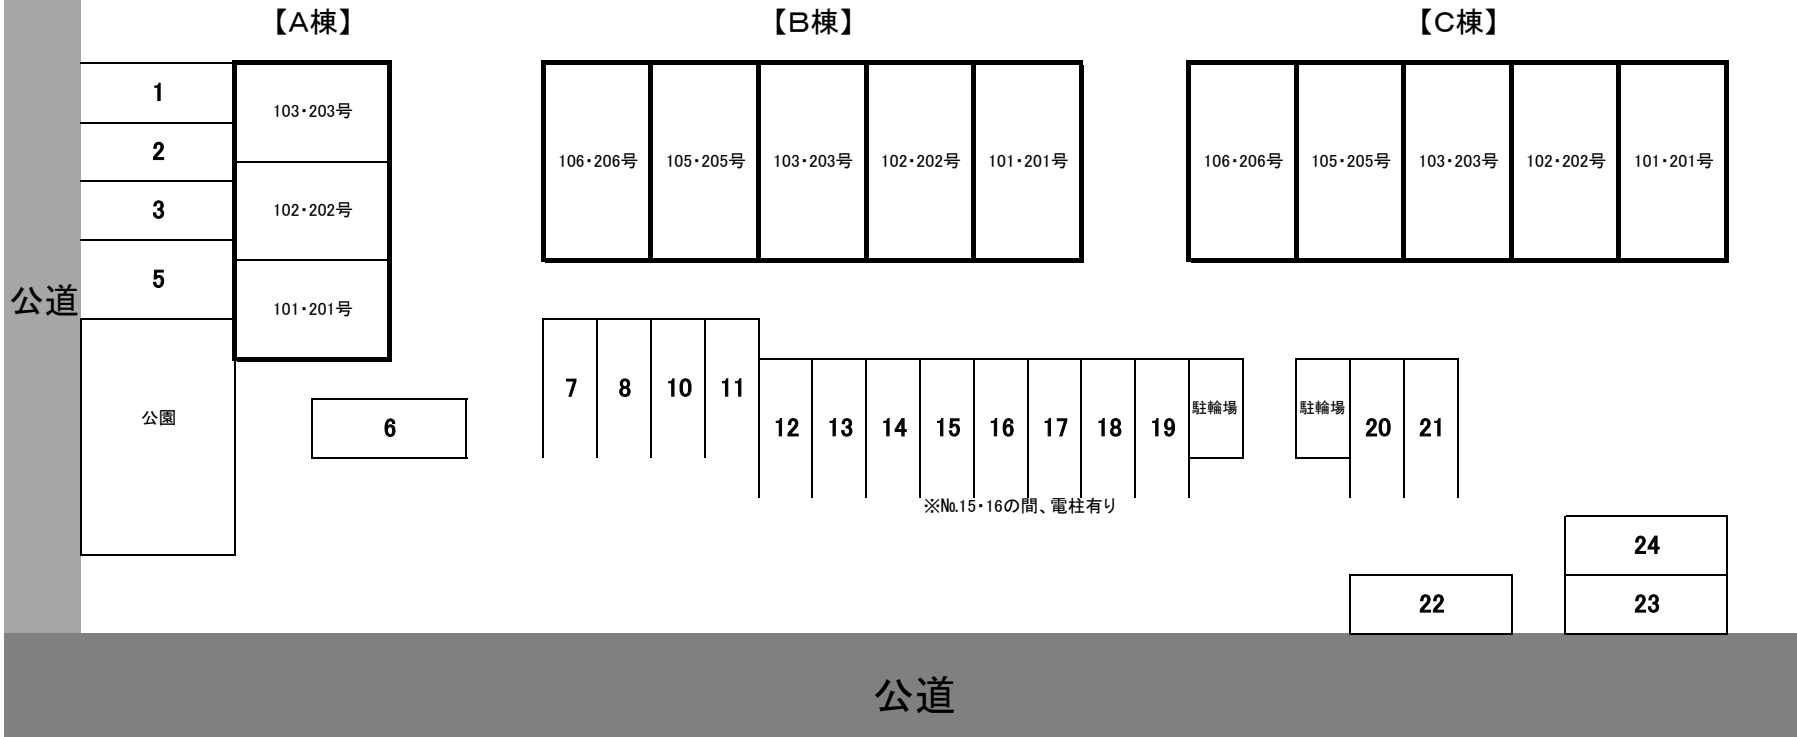 【A棟】
【B棟】
【C棟】
1
2
3
5
103・203号
102・202号
101・201号
106・206号
105・205号
103・203号
102・202号
101・201号
106・206号
105・205号
103・203号
102・202号
101・201号
公道
公園
6
7
8
10
11
12
13
14
15
16
17
18
19
駐輪場
駐輪場
20
21
※№15・16の間、電柱有り
24
22
23
公道